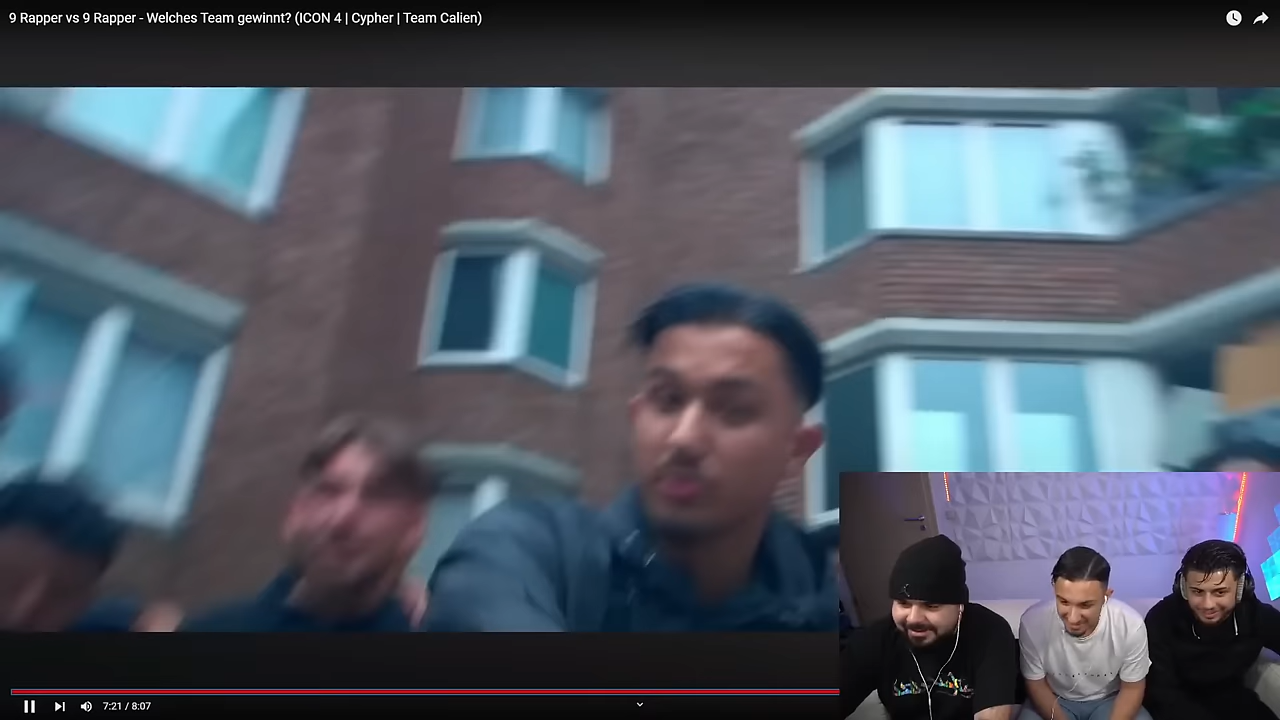 9 Rapper vs 9 Rapper - Welches Team gewinnt? (ICON 4 | Cypher | Team Calien)
7:21 / 8:07